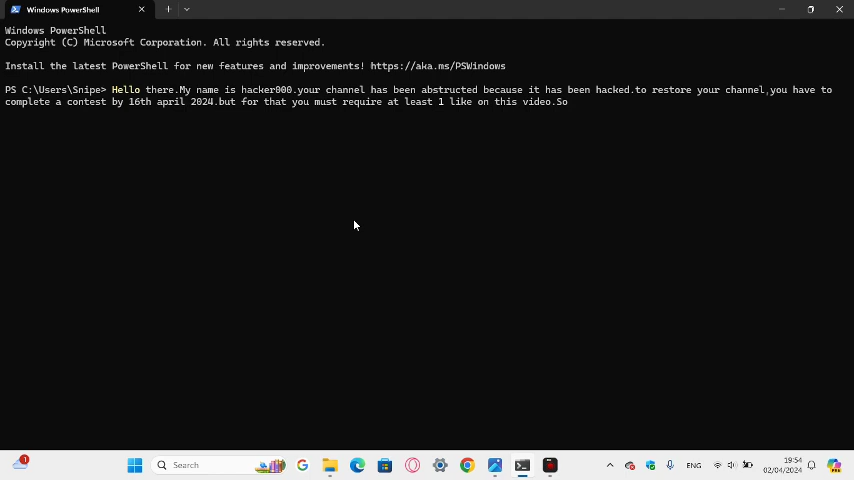 Windows PowerShell
Windows PowerShell
Copyright (C) Microsoft Corporation. All rights reserved.
Install the latest PowerShell for new features and improvements! https://aka.ms/PSWindows
PS C:\Users\Snipe> Hello there.My name is hacker000.your channel has been abstructed because it has been hacked.to restore your channel,you have to
complete a contest by 16th april 2024.but for that you must require at least 1 like on this video.So
1
Search
ENG
19:54
02/04/2024